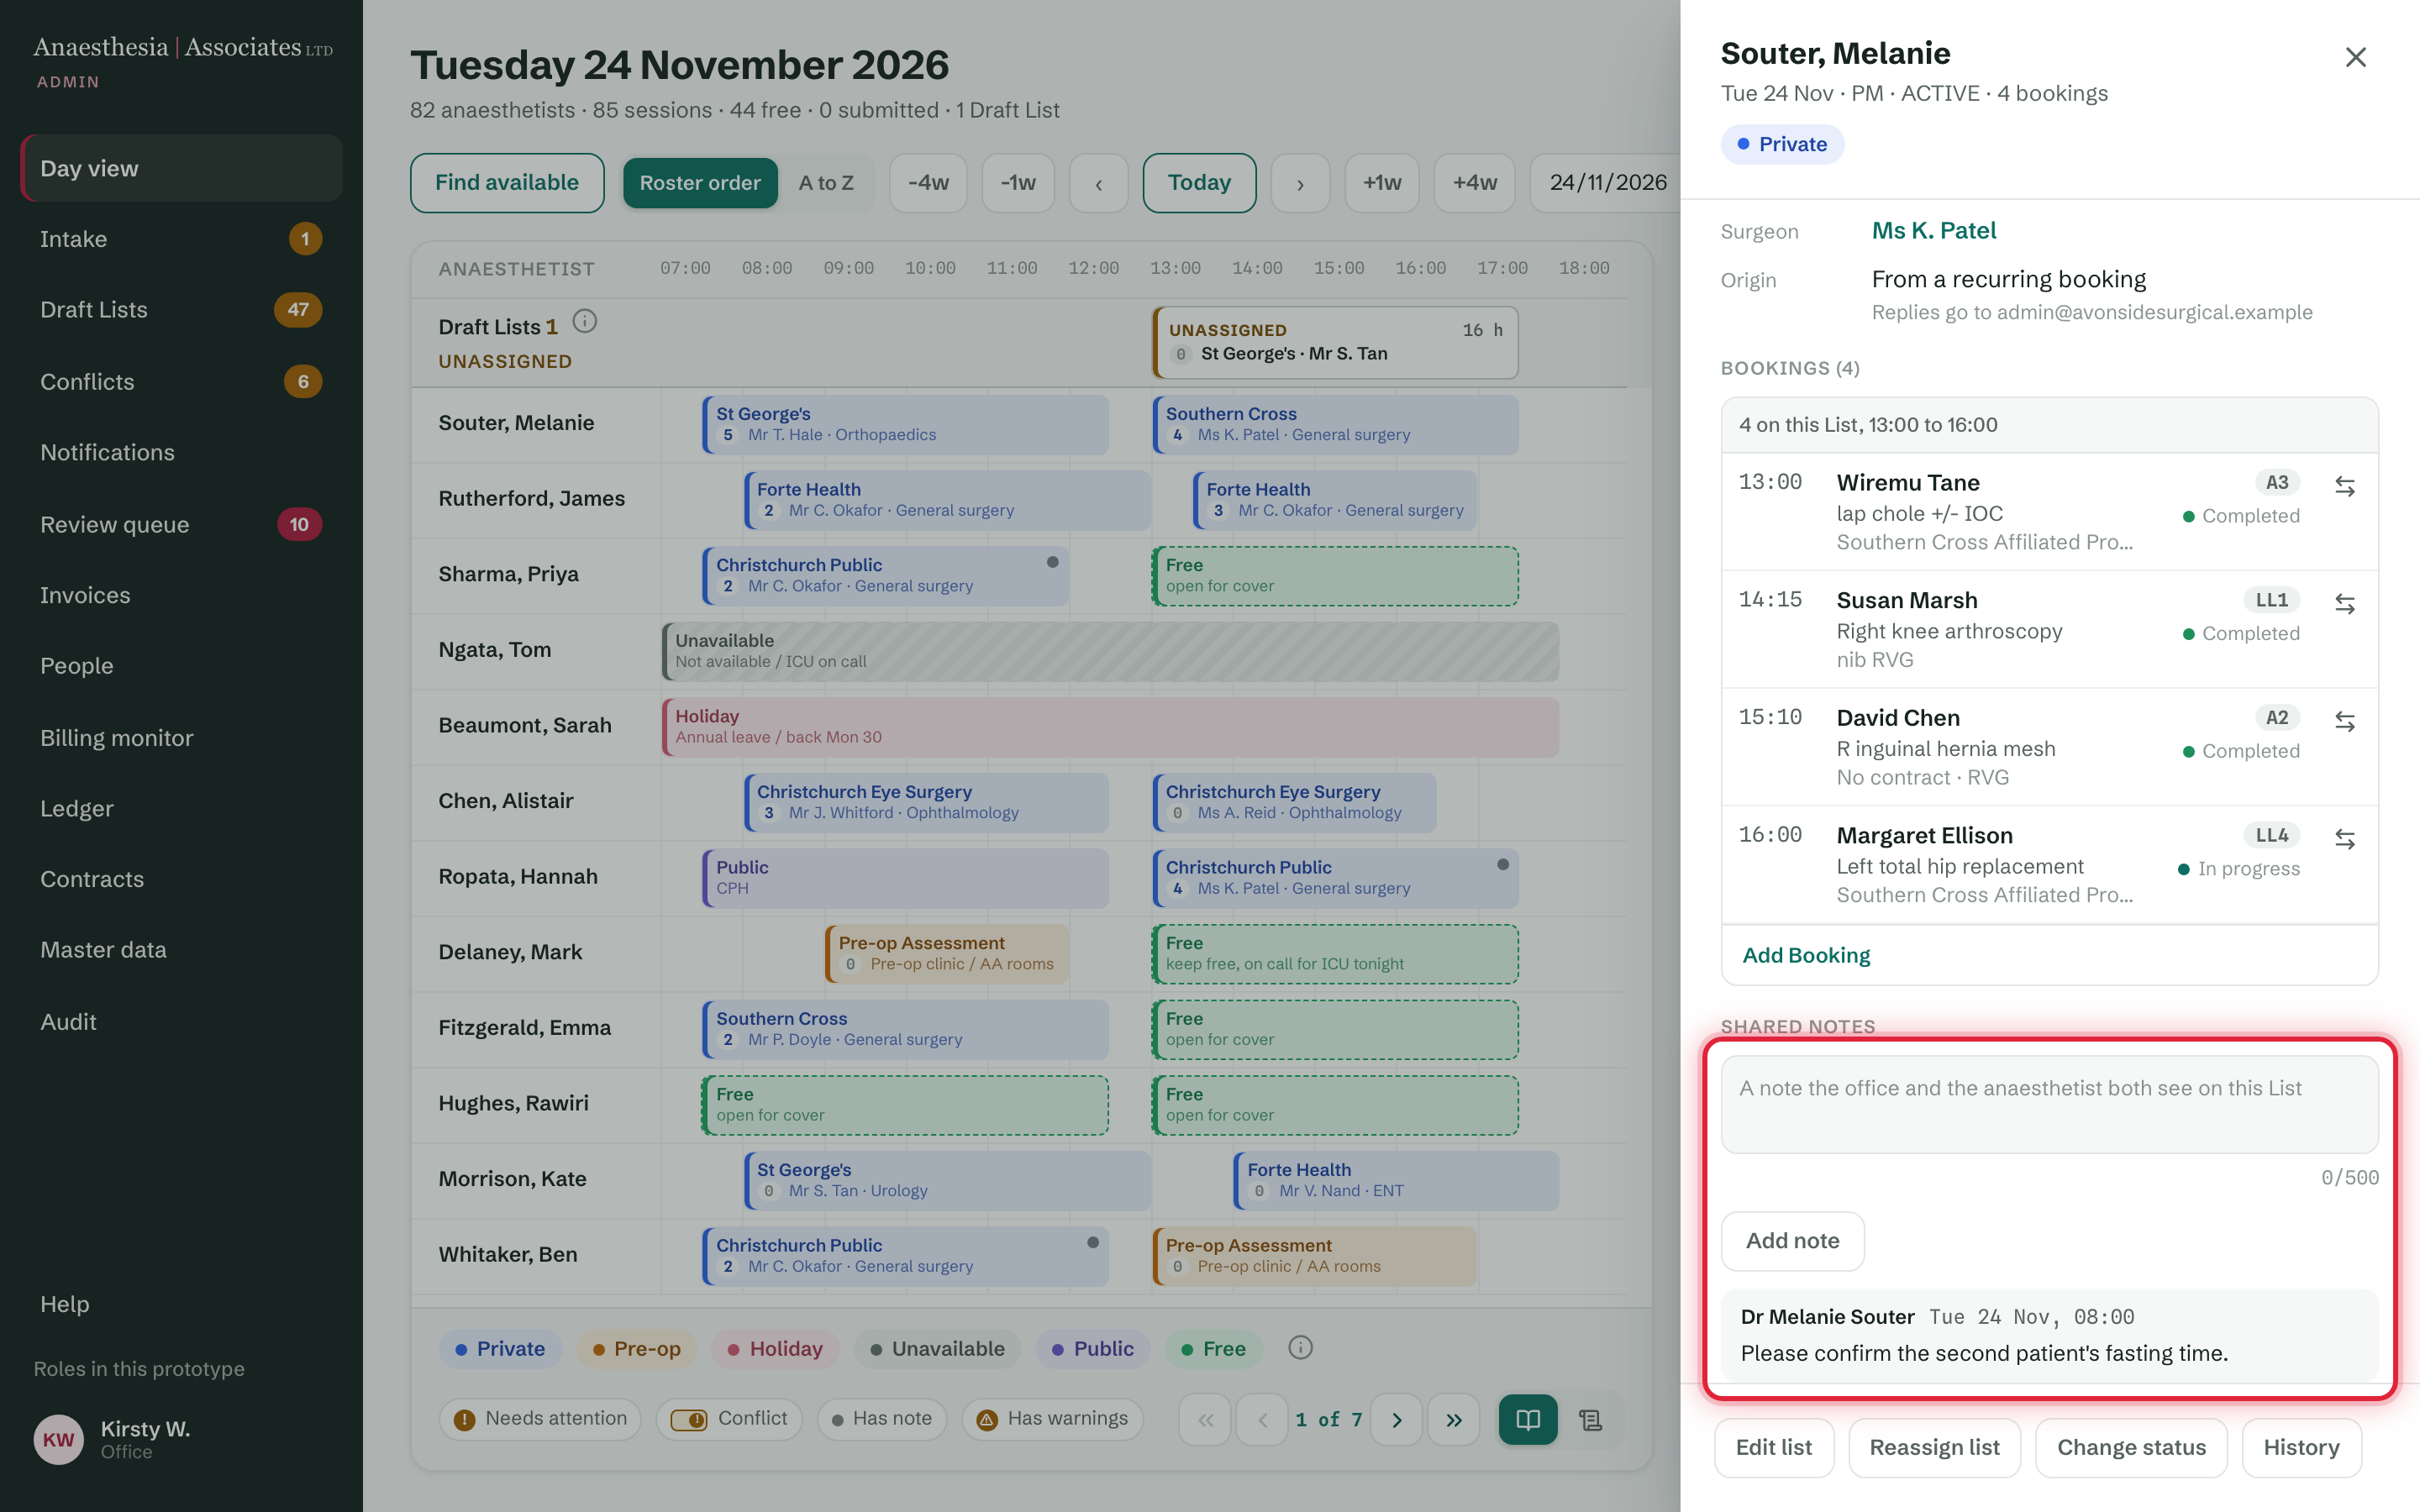 Anaesthesia | Associates LTD
ADMIN
Day view
Intake 1
Draft Lists 47
Conflicts 6
Notifications
Review queue 10
Invoices
People
Billing monitor
Ledger
Contracts
Master data
Audit
Help
Roles in this prototype
KW Kirsty W.
Office
Tuesday 24 November 2026
82 anaesthetists · 85 sessions · 44 free · 0 submitted · 1 Draft List
Find available Roster order A to Z -4w -1w ‹ Today › +1w +4w 24/11/2026
ANAESTHETIST 07:00 08:00 09:00 10:00 11:00 12:00 13:00 14:00 15:00 16:00 17:00 18:00
Draft Lists 1
UNASSIGNED
UNASSIGNED 16 h
0 St George's · Mr S. Tan
Souter, Melanie
St George's
5 Mr T. Hale · Orthopaedics
Southern Cross
4 Ms K. Patel · General surgery
Rutherford, James
Forte Health
2 Mr C. Okafor · General surgery
Forte Health
3 Mr C. Okafor · General surgery
Sharma, Priya
Christchurch Public
2 Mr C. Okafor · General surgery
Free
open for cover
Ngata, Tom
Unavailable
Not available / ICU on call
Beaumont, Sarah
Holiday
Annual leave / back Mon 30
Chen, Alistair
Christchurch Eye Surgery
3 Mr J. Whitford · Ophthalmology
Christchurch Eye Surgery
0 Ms A. Reid · Ophthalmology
Ropata, Hannah
Public
CPH
Christchurch Public
4 Ms K. Patel · General surgery
Delaney, Mark
Pre-op Assessment
0 Pre-op clinic / AA rooms
Free
keep free, on call for ICU tonight
Fitzgerald, Emma
Southern Cross
2 Mr P. Doyle · General surgery
Free
open for cover
Hughes, Rawiri
Free
open for cover
Free
open for cover
Morrison, Kate
St George's
0 Mr S. Tan · Urology
Forte Health
0 Mr V. Nand · ENT
Whitaker, Ben
Christchurch Public
2 Mr C. Okafor · General surgery
Pre-op Assessment
0 Pre-op clinic / AA rooms
Private Pre-op Holiday Unavailable Public Free
Needs attention Conflict Has note Has warnings « ‹ 1 of 7 › »
Souter, Melanie
Tue 24 Nov · PM · ACTIVE · 4 bookings
Private
Surgeon Ms K. Patel
Origin From a recurring booking
Replies go to admin@avonsidesurgical.example
BOOKINGS (4)
4 on this List, 13:00 to 16:00
13:00 Wiremu Tane A3
lap chole +/- IOC Completed
Southern Cross Affiliated Pro...
14:15 Susan Marsh LL1
Right knee arthroscopy Completed
nib RVG
15:10 David Chen A2
R inguinal hernia mesh Completed
No contract · RVG
16:00 Margaret Ellison LL4
Left total hip replacement In progress
Southern Cross Affiliated Pro...
Add Booking
SHARED NOTES
A note the office and the anaesthetist both see on this List
0/500
Add note
Dr Melanie Souter Tue 24 Nov, 08:00
Please confirm the second patient's fasting time.
Edit list Reassign list Change status History